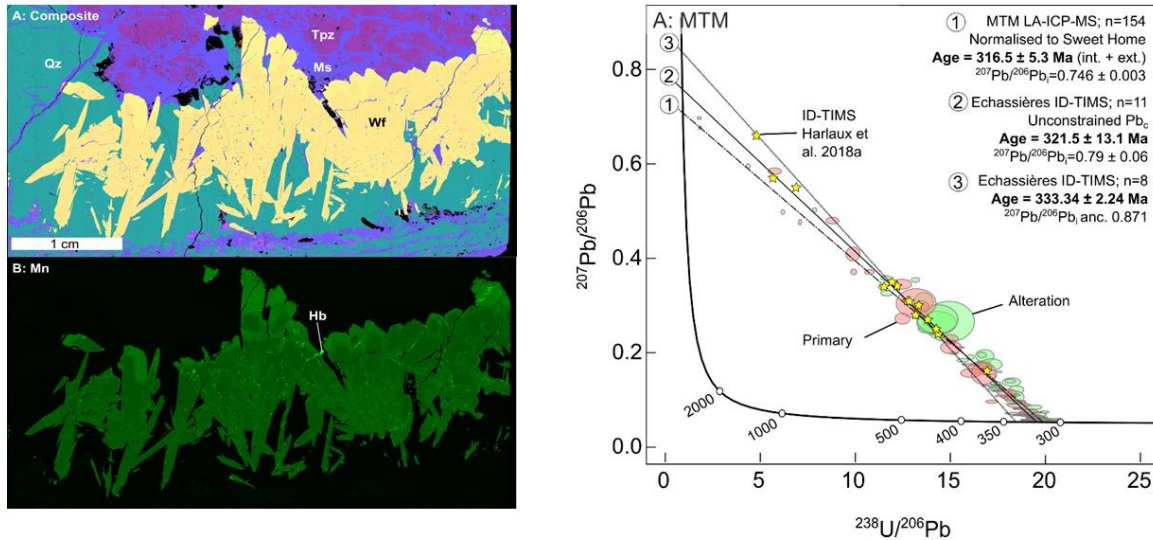 A: Composite
Tpz
Qz
Ms
Wf
1 cm
B: Mn
Hb
A: MTM
3
2
1
1
MTM LA-ICP-MS; n=154
Normalised to Sweet Home
Age = 316.5 ± 5.3 Ma (int. + ext.)
207Pb/206Pbi=0.746 ± 0.003
2
Echassières ID-TIMS; n=11
Unconstrained Pbc
Age = 321.5 ± 13.1 Ma
207Pb/206Pbi=0.79 ± 0.06
3
Echassières ID-TIMS; n=8
Age = 333.34 ± 2.24 Ma
207Pb/206Pbi anc. 0.871
ID-TIMS
Harlaux et
al. 2018a
Alteration
Primary
0.8
0.6
0.4
0.2
0.0
207Pb/206Pb
2000
1000
500
400
350
300
0
5
10
15
20
25
238U/206Pb